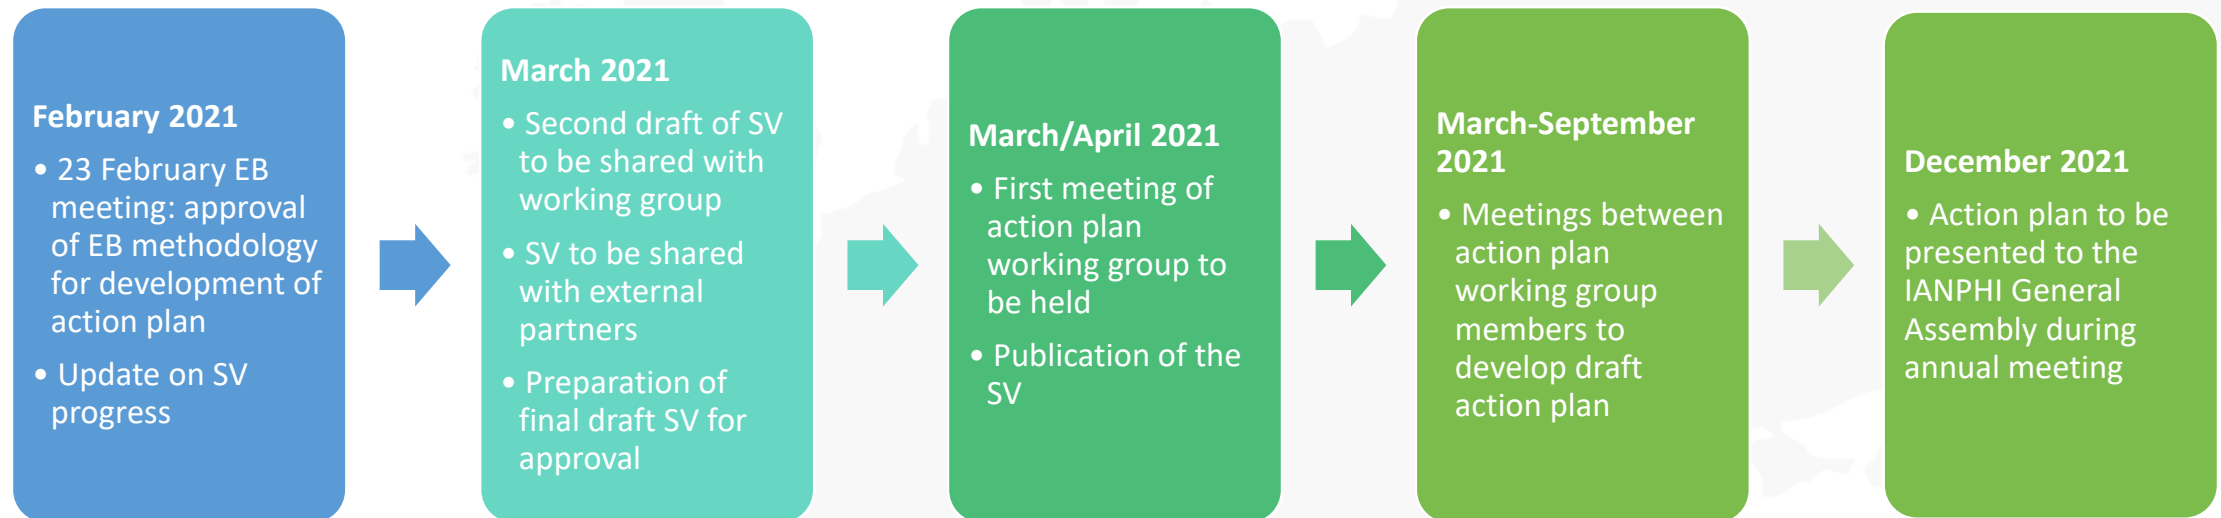 February 2021
• 23 February EB
meeting: approval
of EB methodology
for development of
action plan
• Update on SV
progress
March 2021
• Second draft of SV
to be shared with
working group
• SV to be shared
with external
partners
• Preparation of
final draft SV for
approval
March/April 2021
• First meeting of
action plan
working group to
be held
• Publication of the
SV
March-September
2021
• Meetings between
action plan
working group
members to
develop draft
action plan
December 2021
• Action plan to be
presented to the
IANPHI General
Assembly during
annual meeting